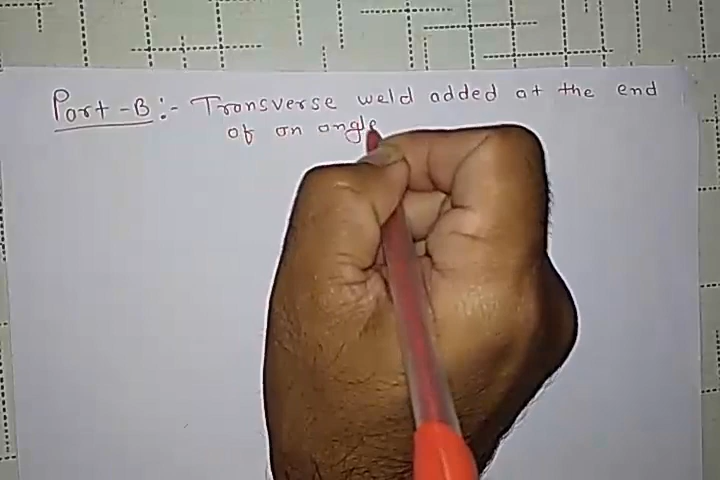 Part -B :- Transverse weld added at the end
of an angle